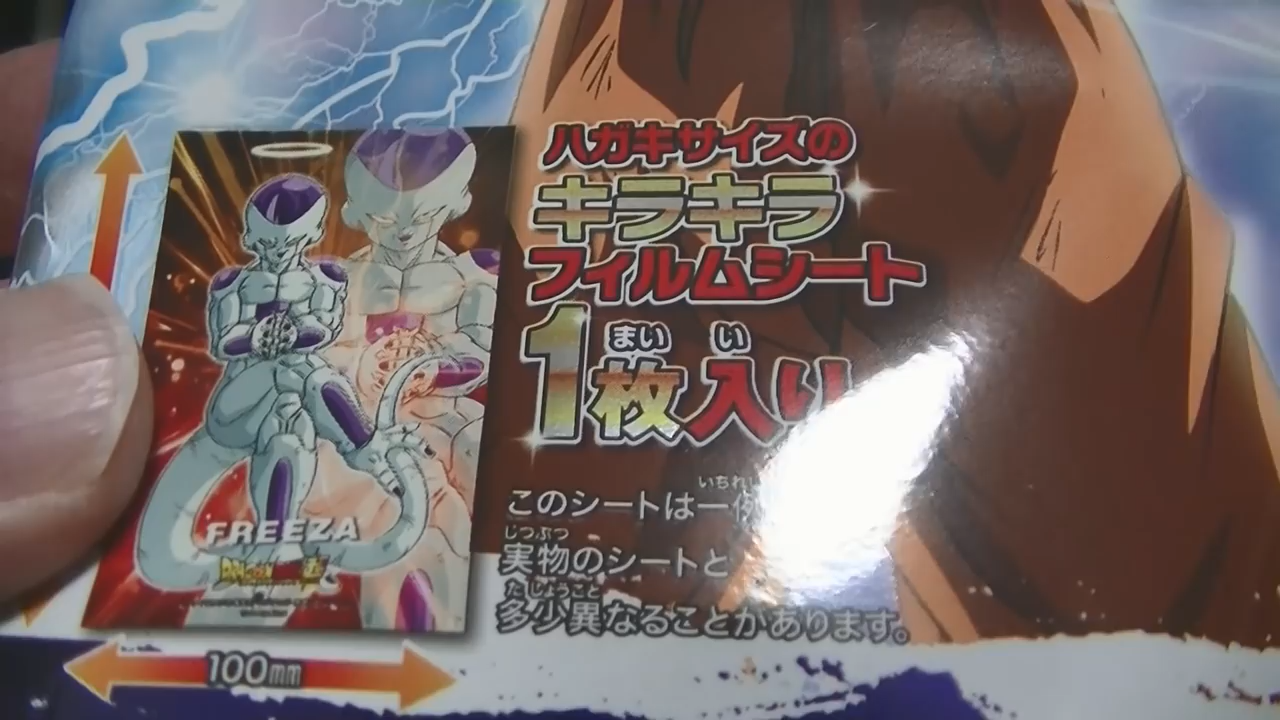 ハガキサイズの
キラキラ
フィルムシート
まい い
1枚入り
いちれい
このシートは一例
じつぶつ
実物のシートと
たしょうこと
多少異なることがあります。
FREEZA
100mm